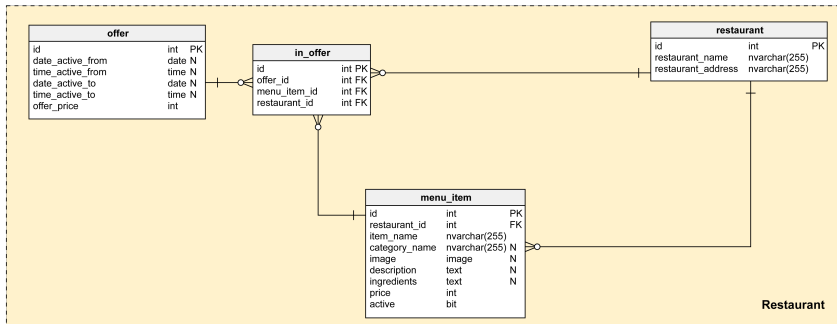 offer
id int PK
date_active_from date N
time_active_from time N
date_active_to date N
time_active_to time N
offer_price int
in_offer
id int PK
offer_id int FK
menu_item_id int FK
restaurant_id int FK
restaurant
id int PK
restaurant_name nvarchar(255)
restaurant_address nvarchar(255)
menu_item
id int PK
restaurant_id int FK
item_name nvarchar(255)
category_name nvarchar(255) N
image image N
description text N
ingredients text N
price int
active bit
Restaurant